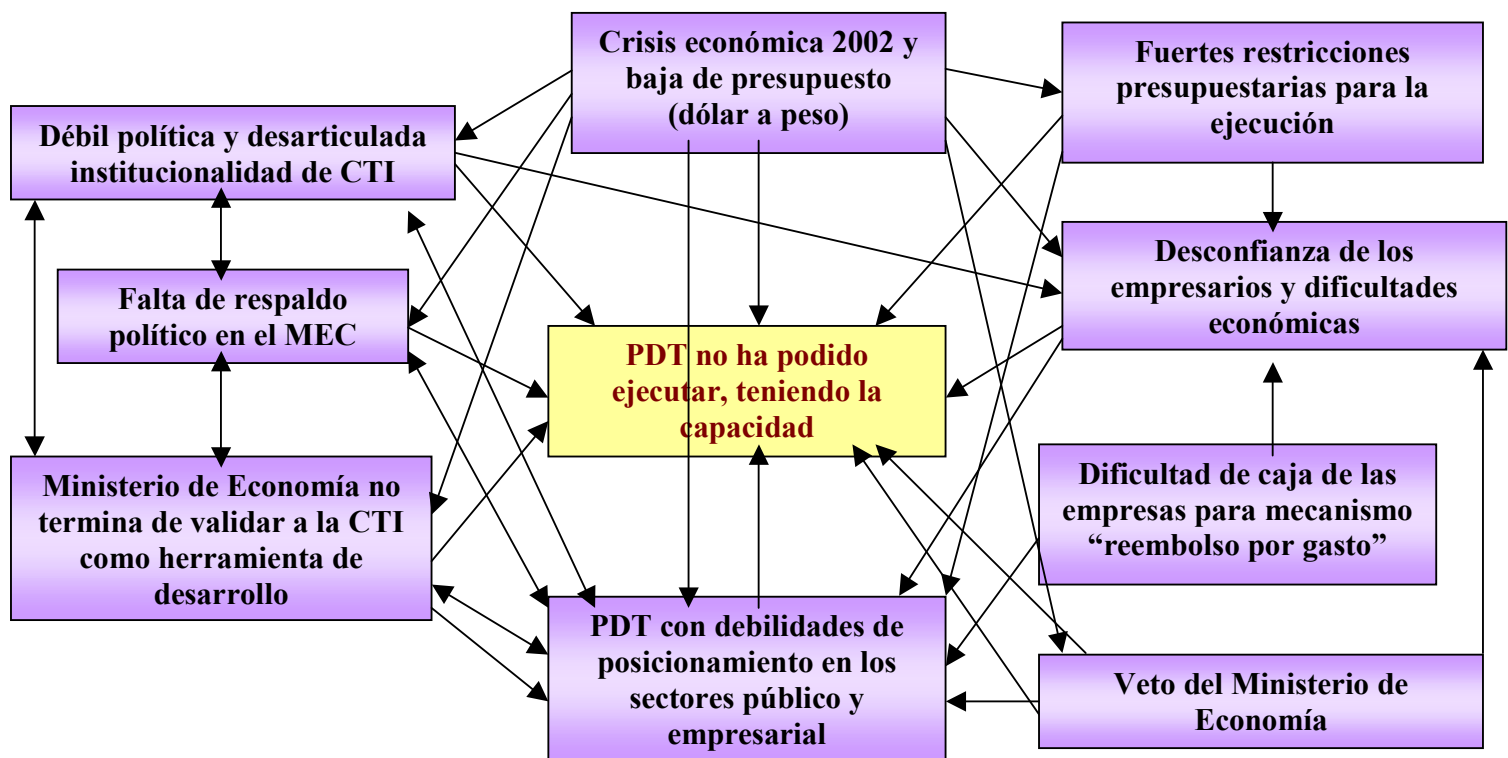 Crisis económica 2002 y
baja de presupuesto
(dólar a peso)
Fuertes restricciones
presupuestarias para la
ejecución
Débil política y desarticulada
institucionalidad de CTI
Desconfianza de los
empresarios y dificultades
económicas
Falta de respaldo
político en el MEC
PDT no ha podido
ejecutar, teniendo la
capacidad
Dificultad de caja de las
empresas para mecanismo
“reembolso por gasto”
Ministerio de Economía no
termina de validar a la CTI
como herramienta de
desarrollo
PDT con debilidades de
posicionamiento en los
sectores público y
empresarial
Veto del Ministerio de
Economía